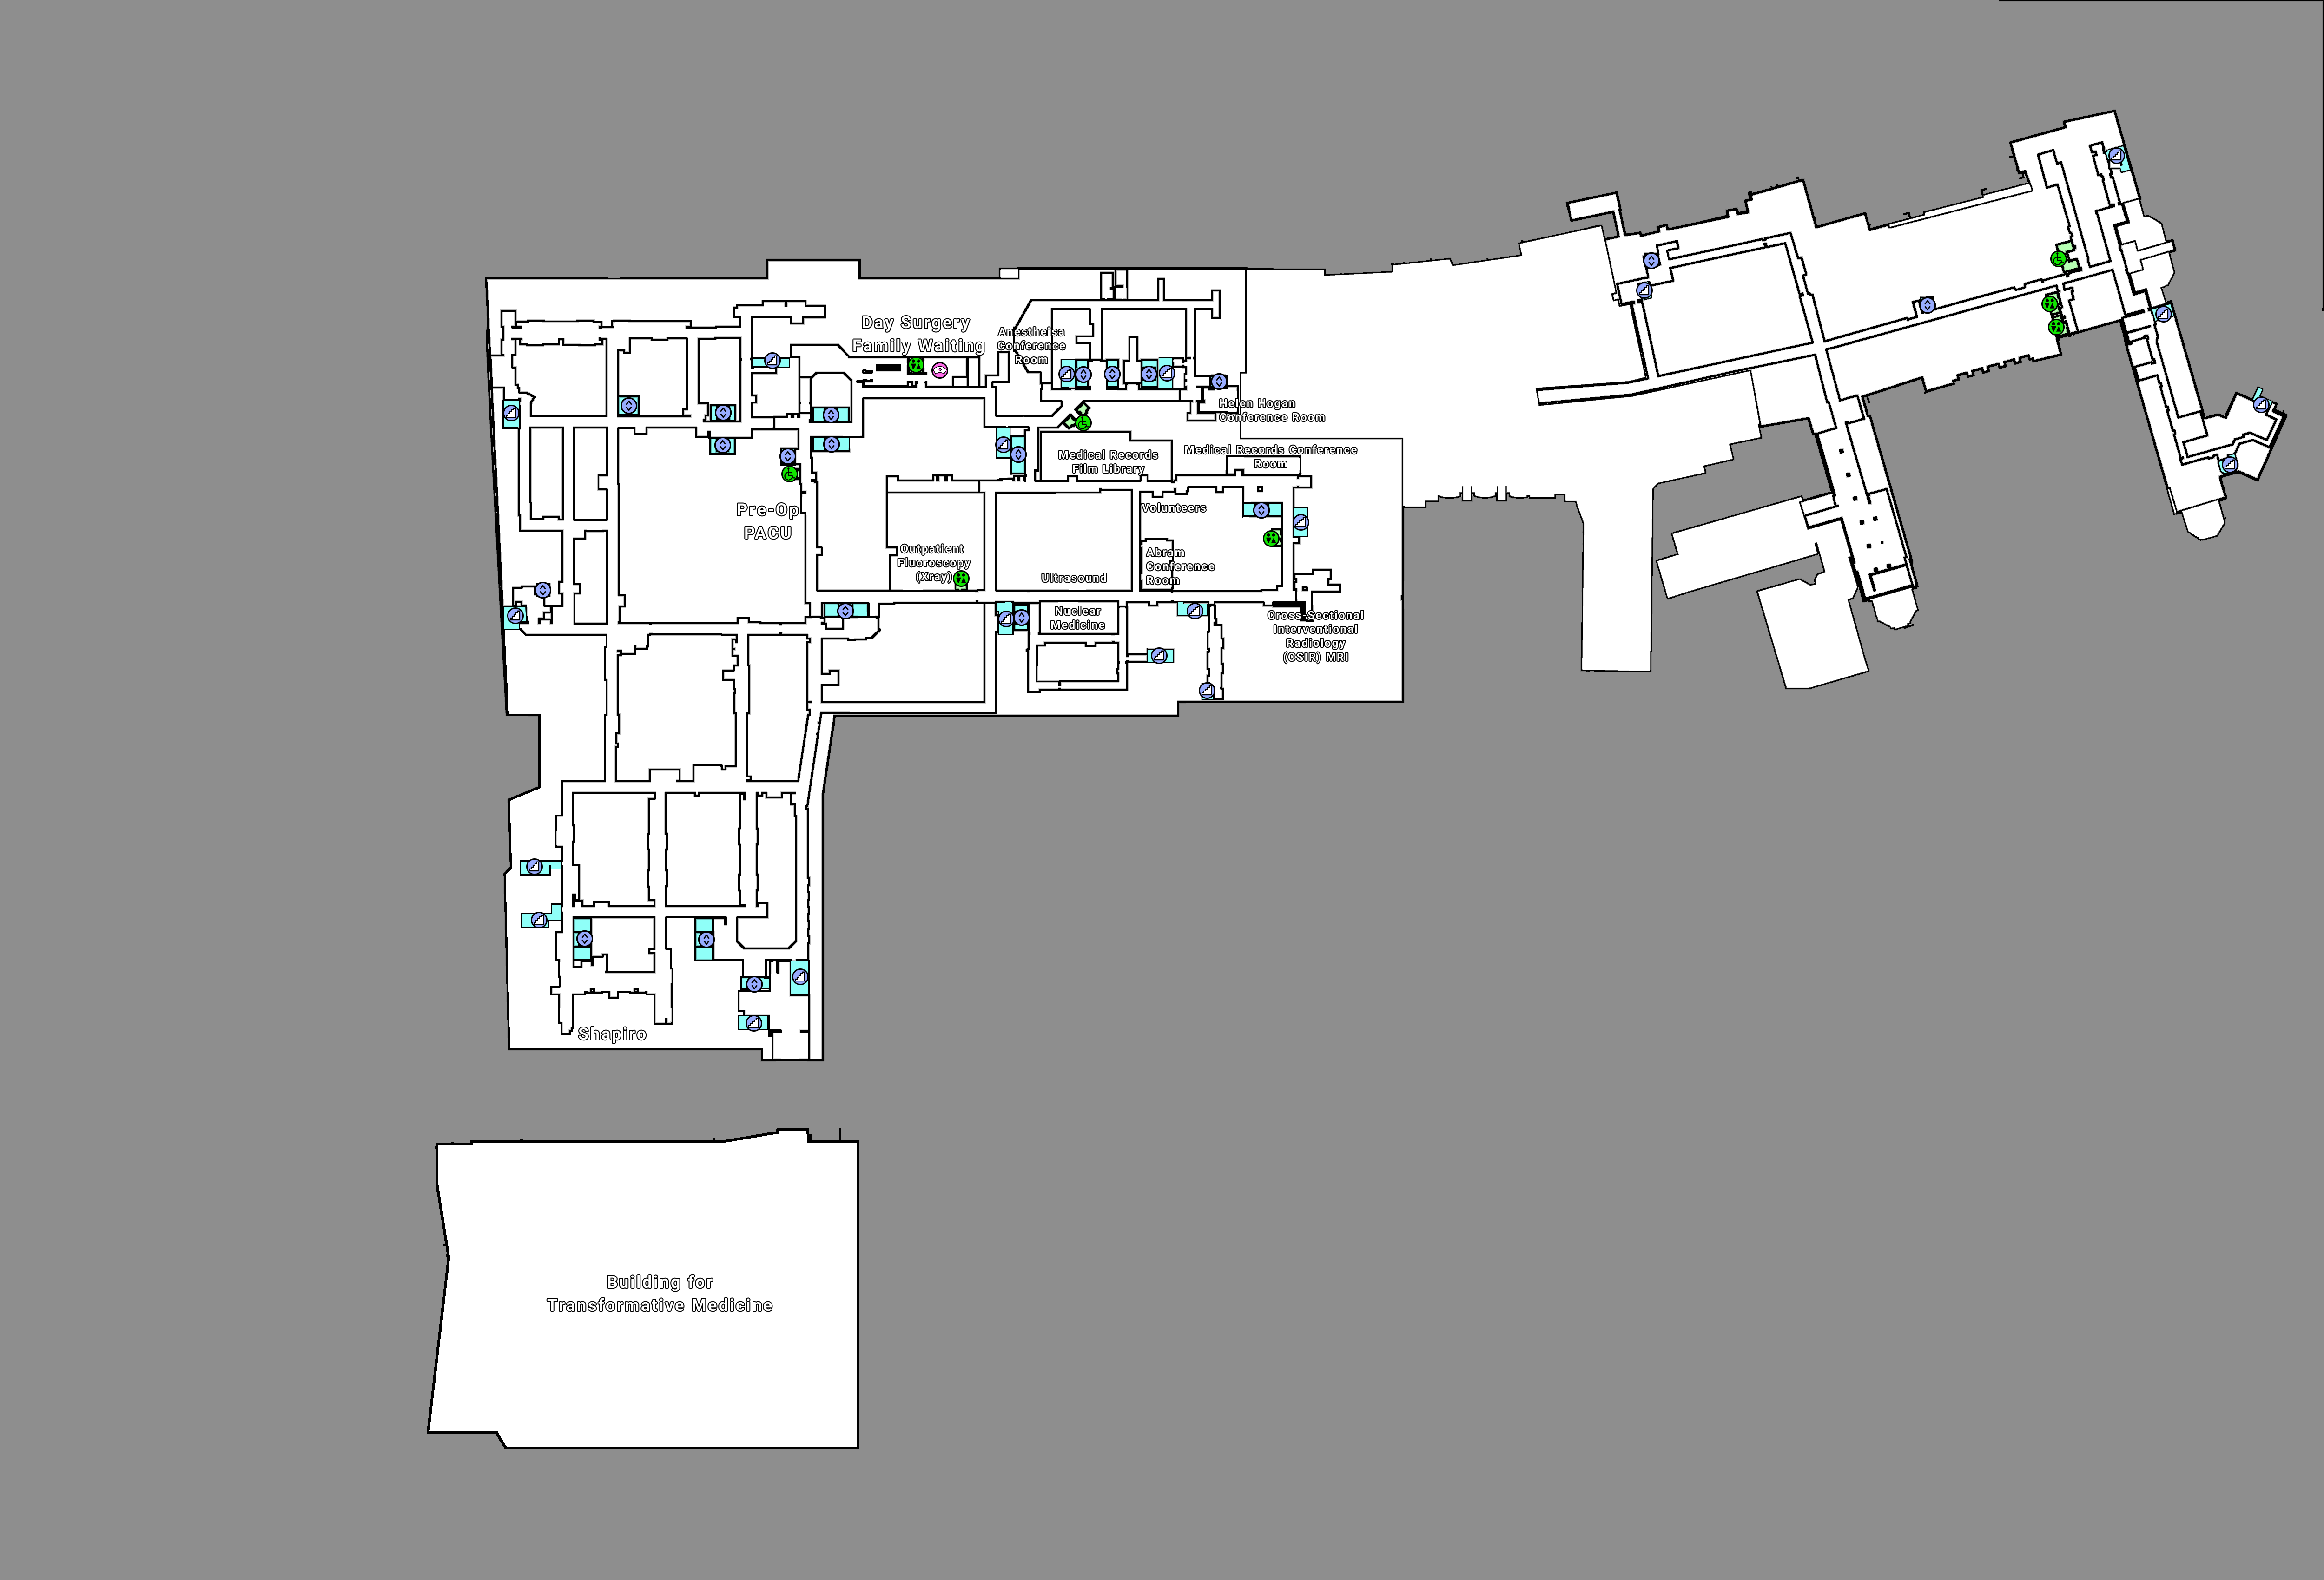 Day Surgery
Family Waiting
Anestheisa
Conference
Room
Helen Hogan
Conference Room
Medical Records
Film Library
Medical Records Conference
Room
Pre-Op
PACU
Volunteers
Outpatient
Fluoroscopy
(Xray)
Ultrasound
Abram
Conference
Room
Nuclear
Medicine
Cross-Sectional
Interventional
Radiology
(CSIR) MRI
Shapiro
Building for
Transformative Medicine